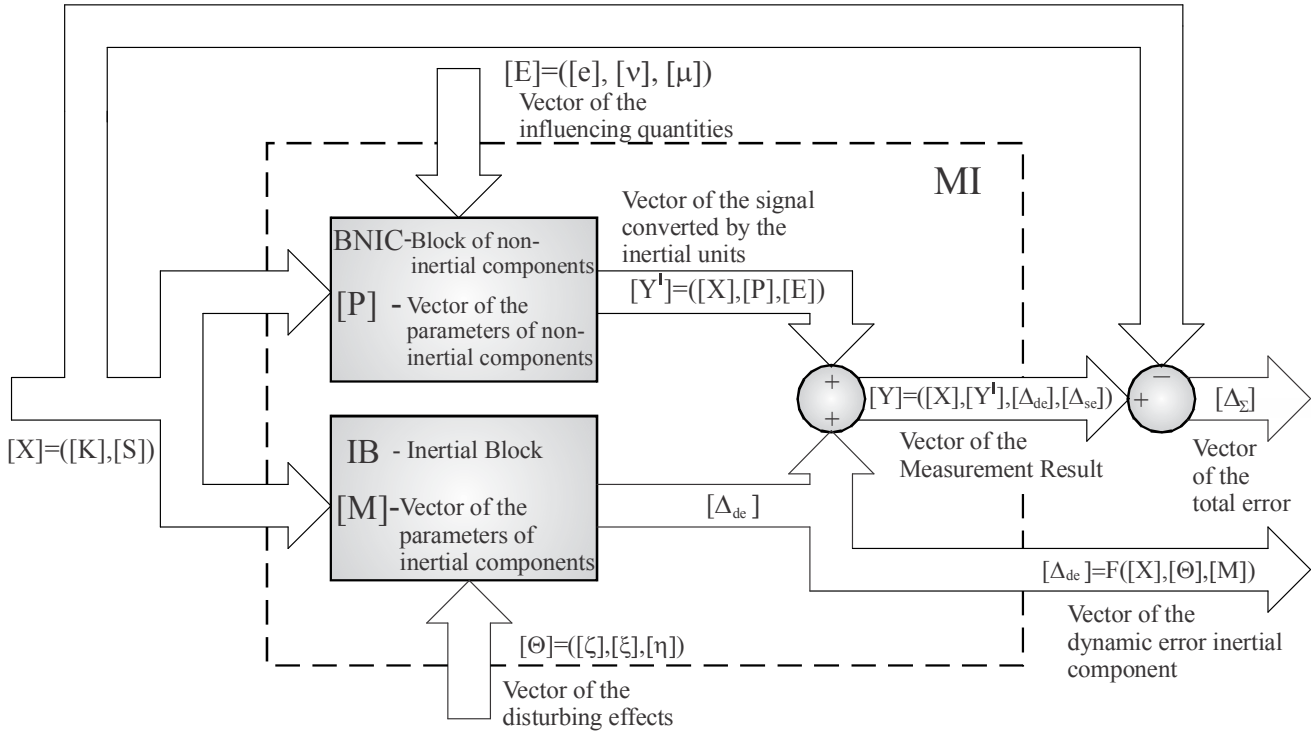 [E]=([e], [ν], [μ])
Vector of the
influencing quantities
MI
Vector of the signal
converted by the
inertial units
BNIC-Block of non-
inertial components
[Yᴵ]=([X],[P],[E])
[P] - Vector of the
parameters of non-
inertial components
+
+
[Y]=([X],[Yᴵ],[Δde],[Δse])
Vector of the
Measurement Result
−
+
[ΔΣ]
Vector
of the
total error
[X]=([K],[S])
IB - Inertial Block
[M]-Vector of the
parameters of
inertial components
[Δde]
[Δde]=F([X],[Θ],[M])
Vector of the
dynamic error inertial
component
[Θ]=([ζ],[ξ],[η])
Vector of the
disturbing effects